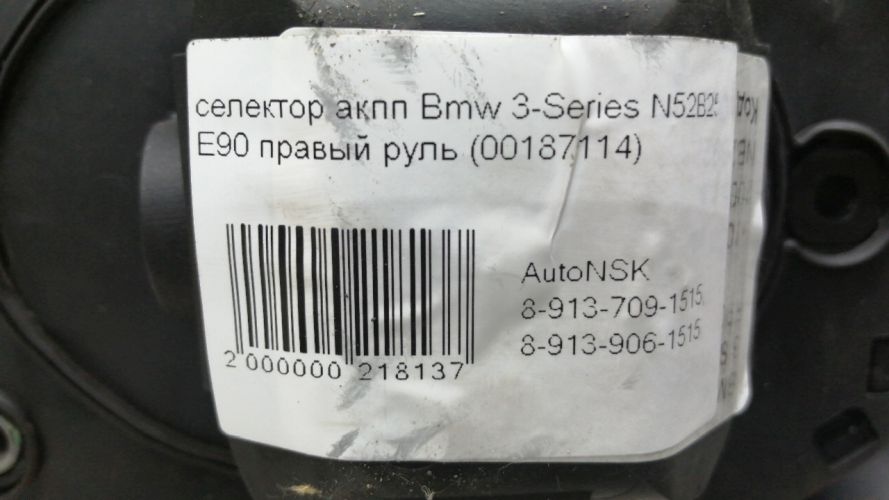 селектор акпп Bmw 3-Series N52B25
E90 правый руль (00187114)
AutoNSK
8-913-709-1515,
8-913-906-1515
2 000000 218137
Код